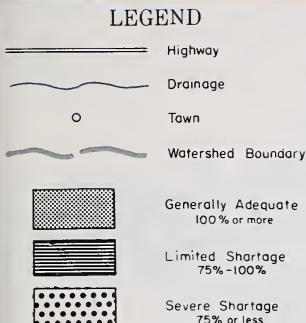 LEGEND
Highway
Drainage
Tawn
Watershed Boundary
Generally Adequate
100% or more
Limited Shortage
75%-100%
Severe Shortage
75% or less